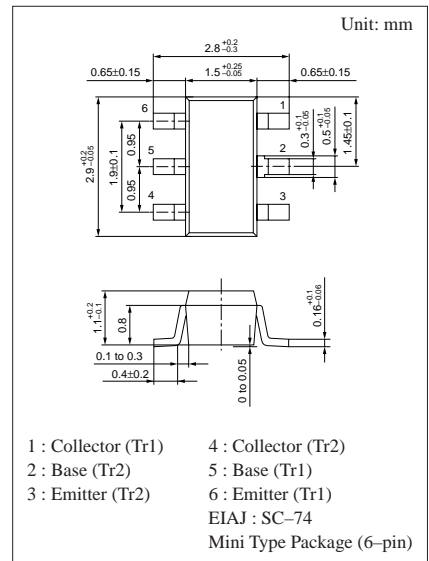 Unit: mm
2.8 +0.2 −0.3
0.65±0.15 1.5 +0.25 −0.05 0.65±0.15
6 1
5 2
4 3
2.9 +0.2 −0.05
1.9±0.1
0.95
0.95
0.3 +0.1 −0.05
0.5 +0.1 −0.05
1.45±0.1
1.1 +0.2 −0.1
0.8
0.16 +0.1 −0.06
0.1 to 0.3
0.4±0.2
0 to 0.05
1 : Collector (Tr1) 4 : Collector (Tr2)
2 : Base (Tr2) 5 : Base (Tr1)
3 : Emitter (Tr2) 6 : Emitter (Tr1)
EIAJ : SC–74
Mini Type Package (6–pin)